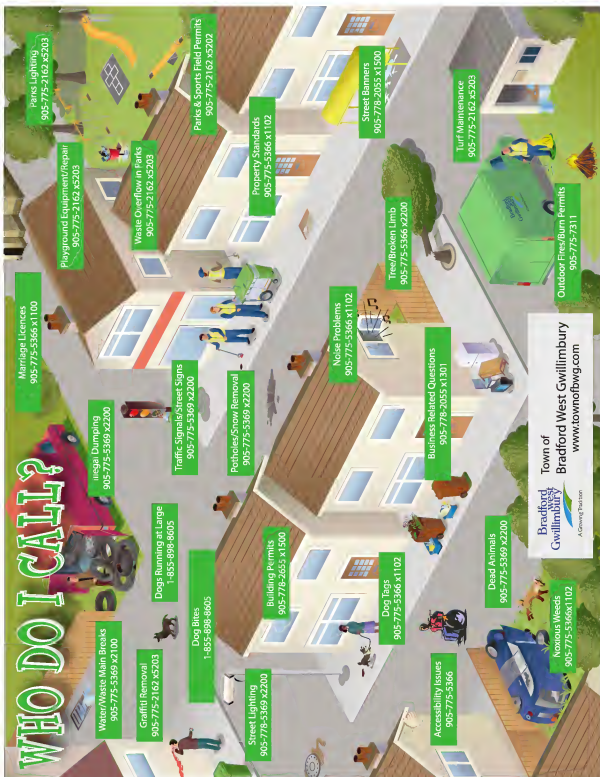 WHO DO I CALL?
Marriage Licences
905-775-5366 x1100
Parks Lighting
905-775-2162 x5203
Playground Equipment/Repair
905-775-2162 x5203
Water/Waste Main Breaks
905-775-5369 x2100
Illegal Dumping
905-775-5369 x2200
Graffiti Removal
905-775-2162 x5203
Dogs Running at Large
1-855-898-8605
Waste Overflow in Parks
905-775-2162 x5203
Traffic Signals/Street Signs
905-775-5369 x2200
Parks & Sports Field Permits
905-775-2162 x5202
Dog Bites
1-855-898-8605
Potholes/Snow Removal
905-775-5369 x2200
Street Lighting
905-778-5369 x2200
Building Permits
905-778-2655 x1500
Property Standards
905-775-5366 x1102
Noise Problems
905-775-5366 x1102
Dog Tags
905-775-5366 x1102
Street Banners
905-778-2055 x1500
Tree/Broken Limb
905-775-5366 x2200
Accessibility Issues
905-775-5366
Business Related Questions
905-778-2055 x1301
Turf Maintenance
905-775-2162 x5203
Dead Animals
905-775-5369 x2200
Noxious Weeds
905-775-5366x1102
Bradford
West
Gwillimbury
A Growing Tradition
Town of
Bradford West Gwillimbury
www.townofbwg.com
Outdoor Fires/Burn Permits
905-775-7311